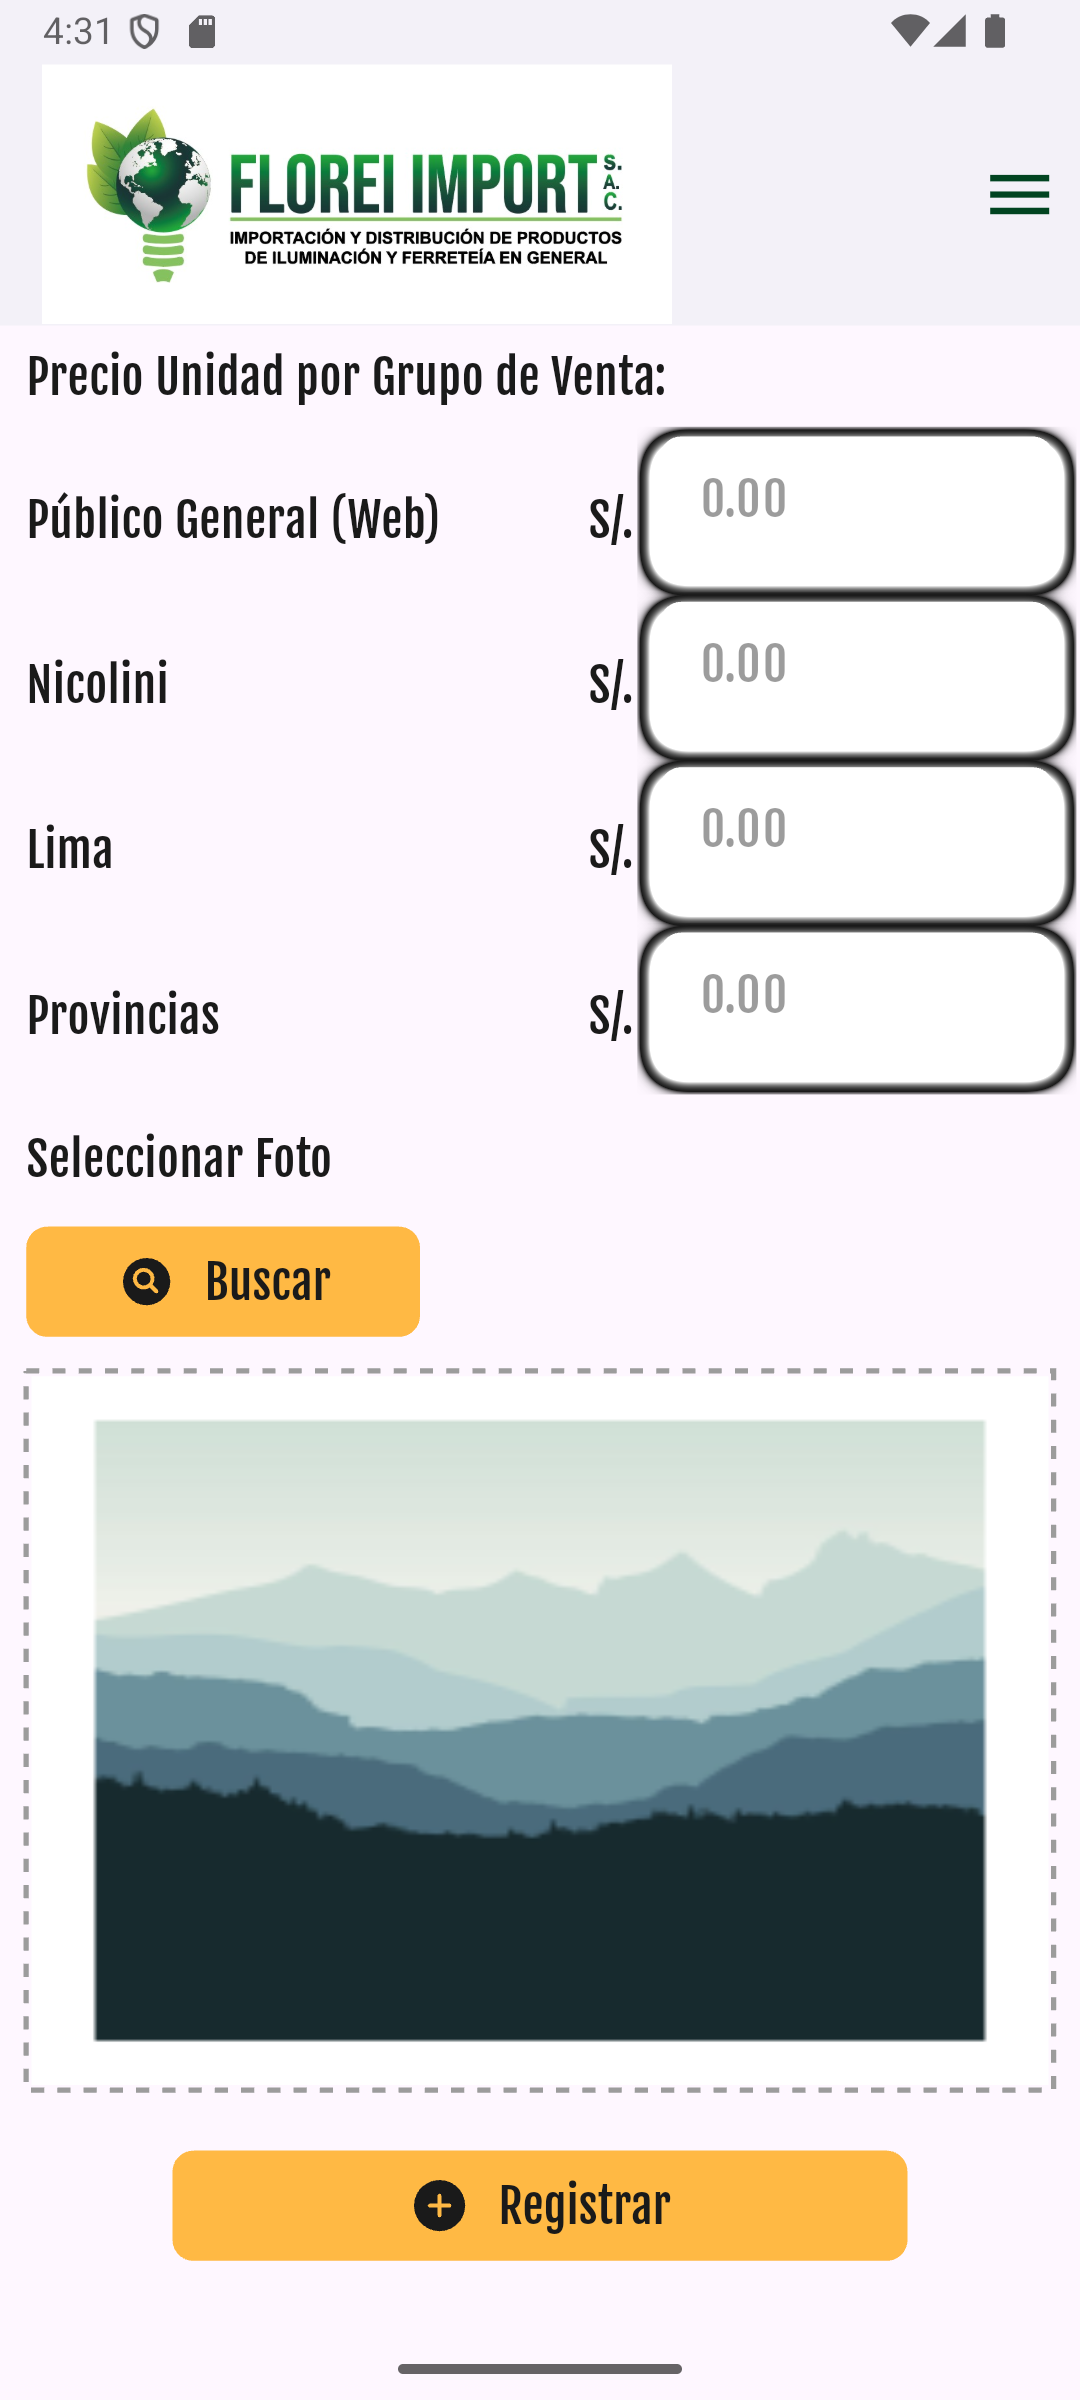 4:31
FLOREI IMPORT S.A.C.
IMPORTACIÓN Y DISTRIBUCIÓN DE PRODUCTOS
DE ILUMINACIÓN Y FERRETEÍA EN GENERAL
Precio Unidad por Grupo de Venta:
Público General (Web) S/. 0.00
Nicolini S/. 0.00
Lima S/. 0.00
Provincias S/. 0.00
Seleccionar Foto
Buscar
Registrar